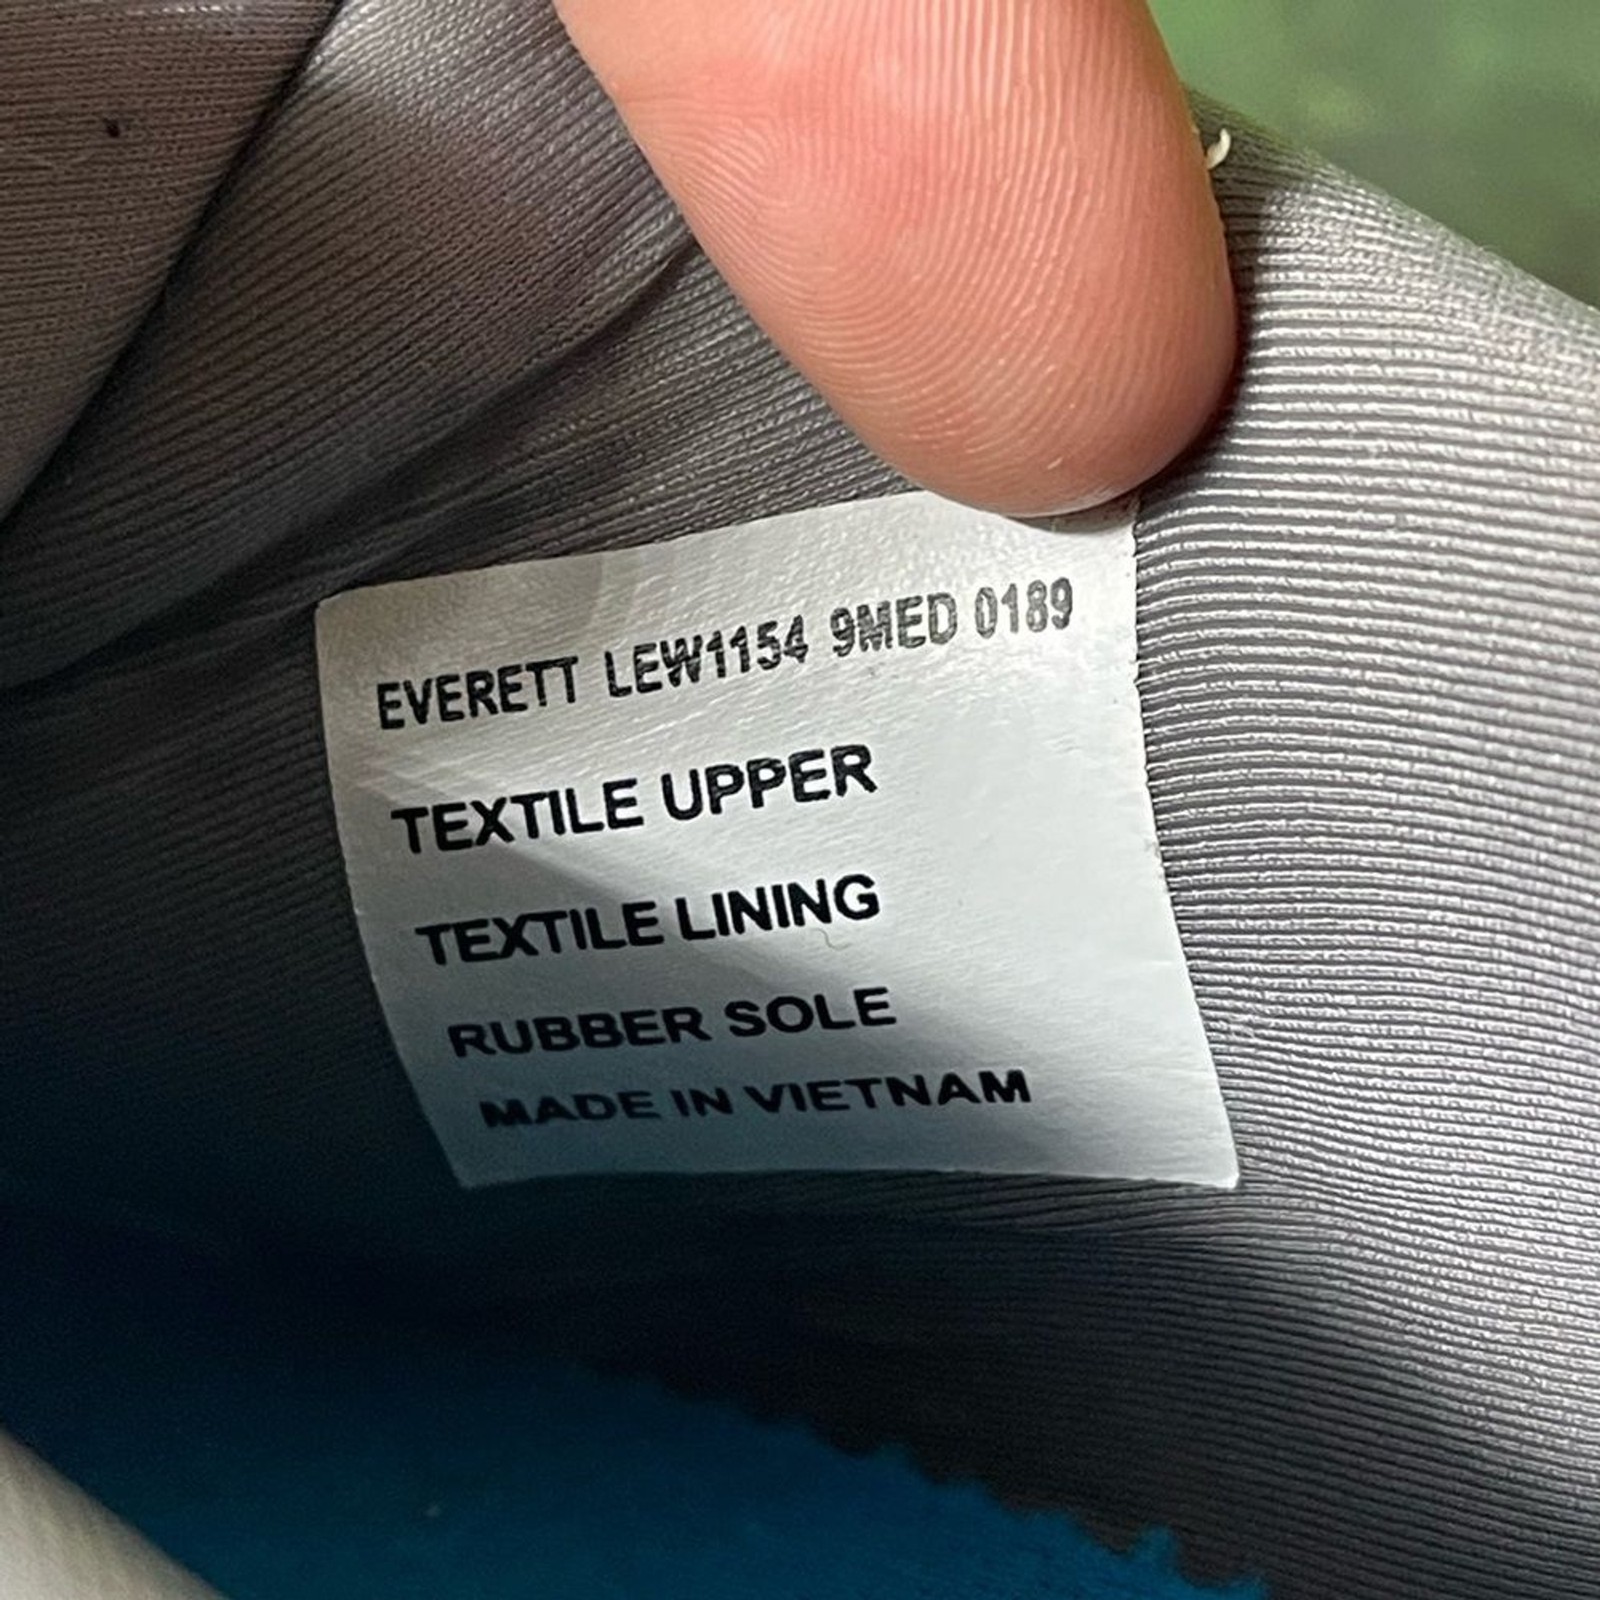 EVERETT LEW1154 9MED 0189
TEXTILE UPPER
TEXTILE LINING
RUBBER SOLE
MADE IN VIETNAM